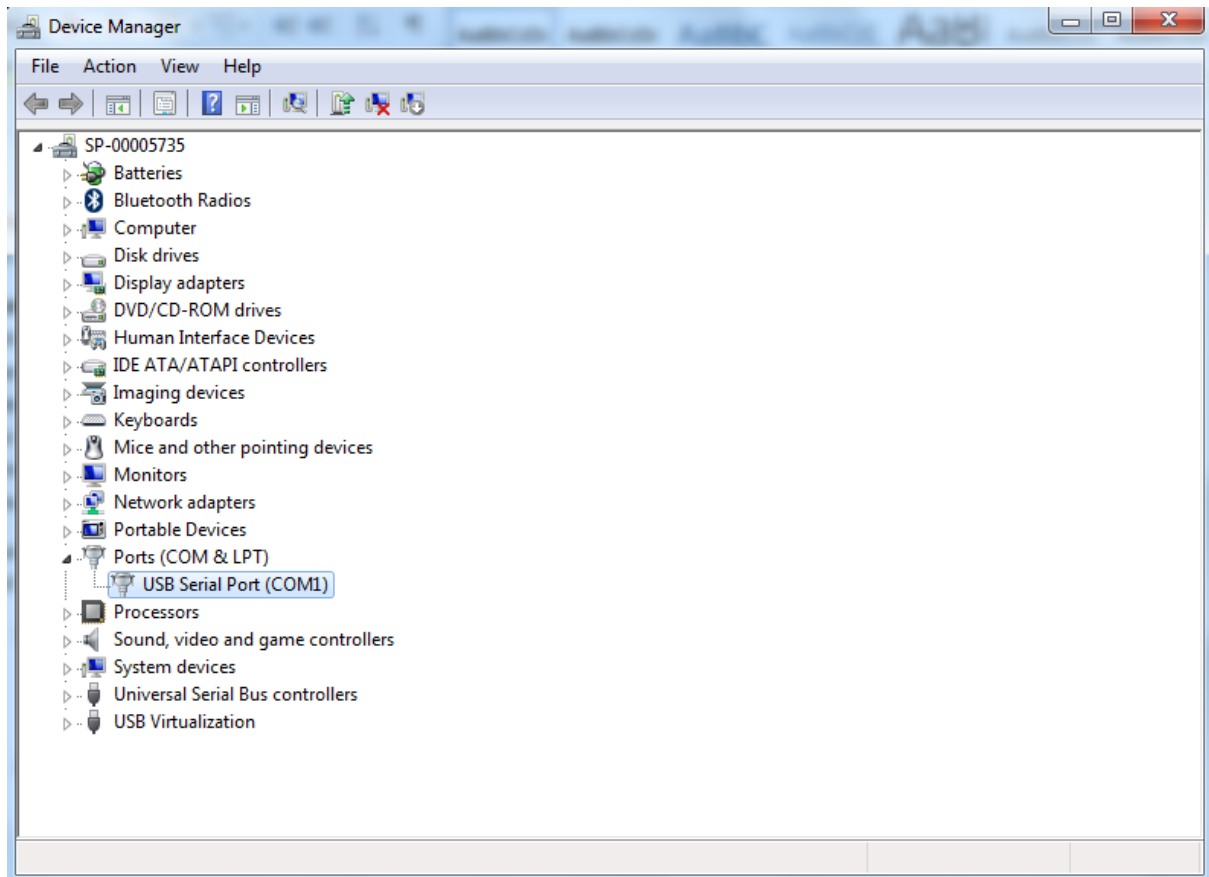 Device Manager
File Action View Help
SP-00005735
Batteries
Bluetooth Radios
Computer
Disk drives
Display adapters
DVD/CD-ROM drives
Human Interface Devices
IDE ATA/ATAPI controllers
Imaging devices
Keyboards
Mice and other pointing devices
Monitors
Network adapters
Portable Devices
Ports (COM & LPT)
USB Serial Port (COM1)
Processors
Sound, video and game controllers
System devices
Universal Serial Bus controllers
USB Virtualization